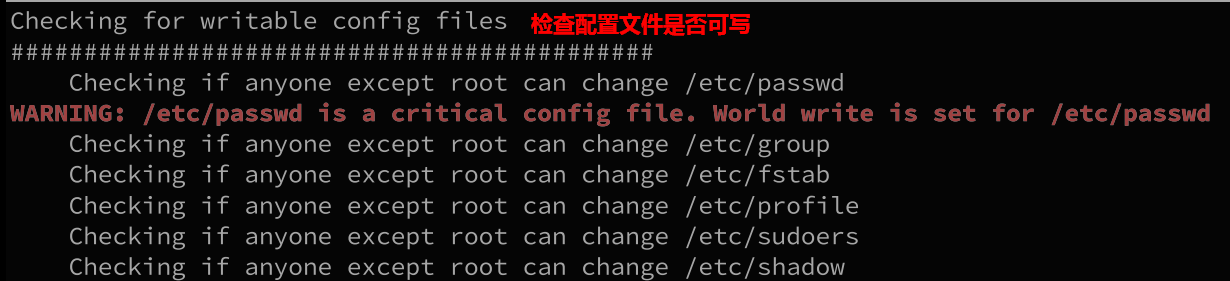 Checking for writable config files 检查配置文件是否可写
############################################
    Checking if anyone except root can change /etc/passwd
WARNING: /etc/passwd is a critical config file. World write is set for /etc/passwd
    Checking if anyone except root can change /etc/group
    Checking if anyone except root can change /etc/fstab
    Checking if anyone except root can change /etc/profile
    Checking if anyone except root can change /etc/sudoers
    Checking if anyone except root can change /etc/shadow